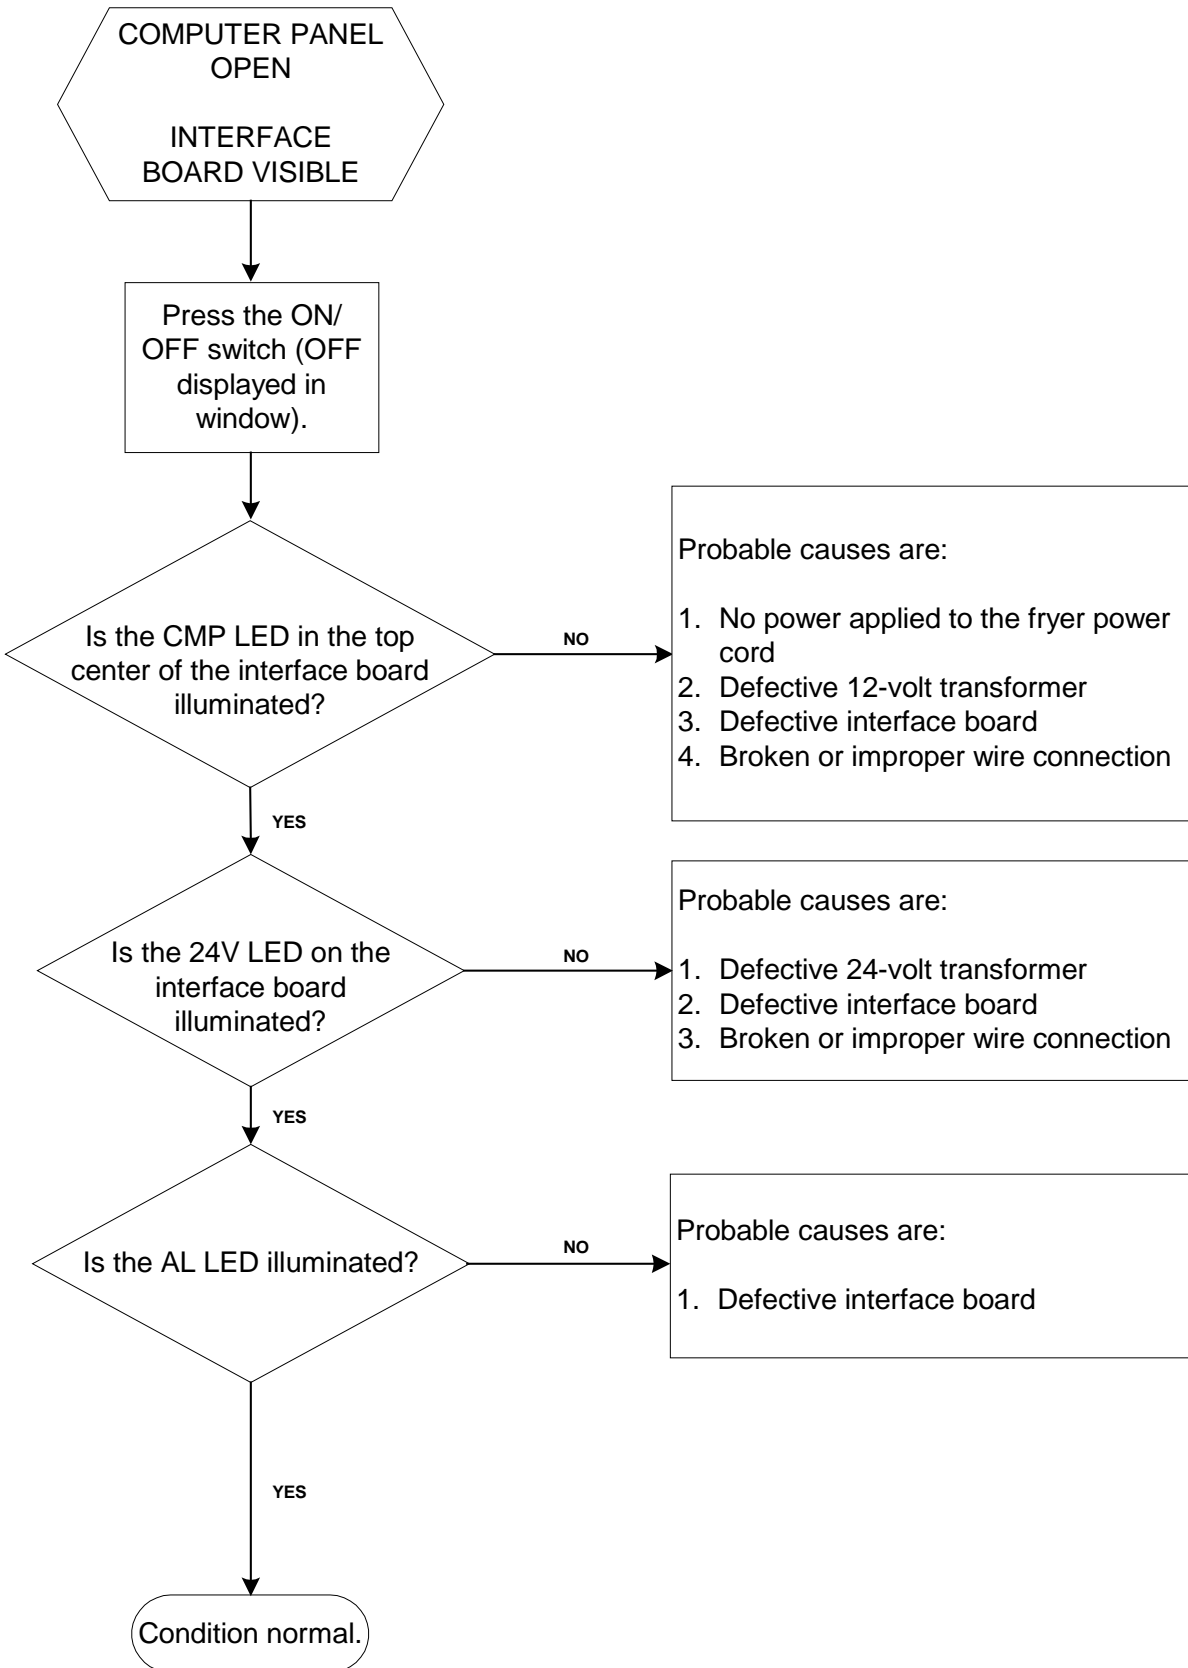 COMPUTER PANEL
OPEN
INTERFACE
BOARD VISIBLE
Press the ON/
OFF switch (OFF
displayed in
window).
Is the CMP LED in the top
center of the interface board
illuminated?
NO
Probable causes are:
1. No power applied to the fryer power
cord
2. Defective 12-volt transformer
3. Defective interface board
4. Broken or improper wire connection
YES
Is the 24V LED on the
interface board
illuminated?
NO
Probable causes are:
1. Defective 24-volt transformer
2. Defective interface board
3. Broken or improper wire connection
YES
Is the AL LED illuminated?
NO
Probable causes are:
1. Defective interface board
YES
Condition normal.